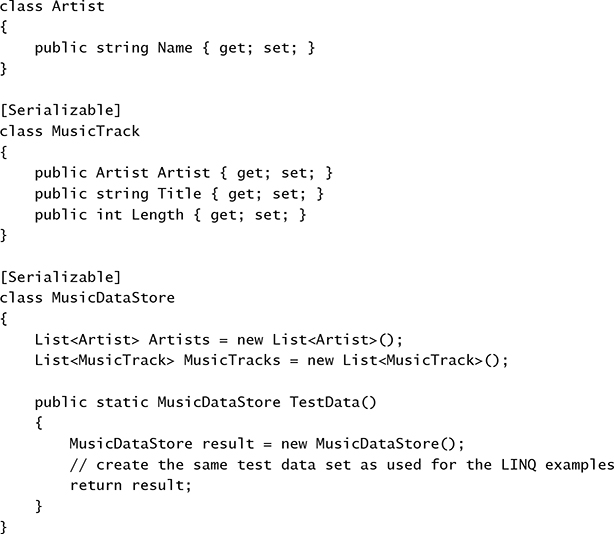 class Artist
{
    public string Name { get; set; }
}

[Serializable]
class MusicTrack
{
    public Artist Artist { get; set; }
    public string Title { get; set; }
    public int Length { get; set; }
}

[Serializable]
class MusicDataStore
{
    List<Artist> Artists = new List<Artist>();
    List<MusicTrack> MusicTracks = new List<MusicTrack>();

    public static MusicDataStore TestData()
    {
        MusicDataStore result = new MusicDataStore();
        // create the same test data set as used for the LINQ examples
        return result;
    }
}